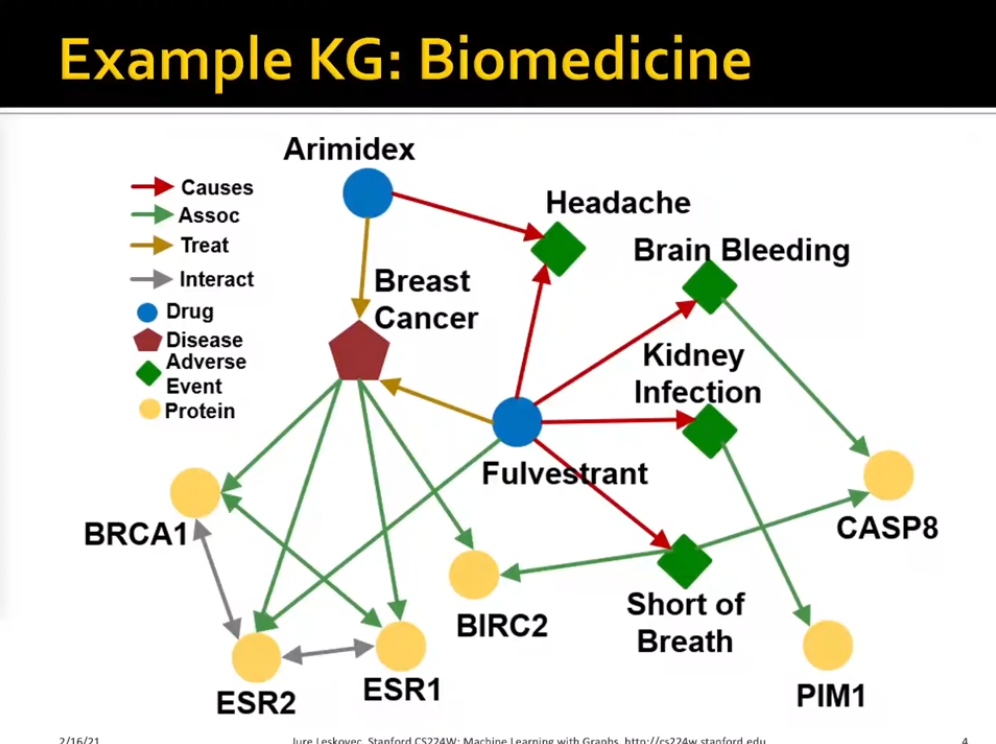 Example KG: Biomedicine
Arimidex
Causes
Assoc
Treat
Interact
Drug
Disease
Adverse
Event
Protein
Headache
Brain Bleeding
Breast
Cancer
Kidney
Infection
Fulvestrant
BRCA1
CASP8
BIRC2
Short of
Breath
ESR2
ESR1
PIM1
2/16/21
Jure Leskovec, Stanford CS224W: Machine Learning with Graphs, http://cs224w.stanford.edu
4